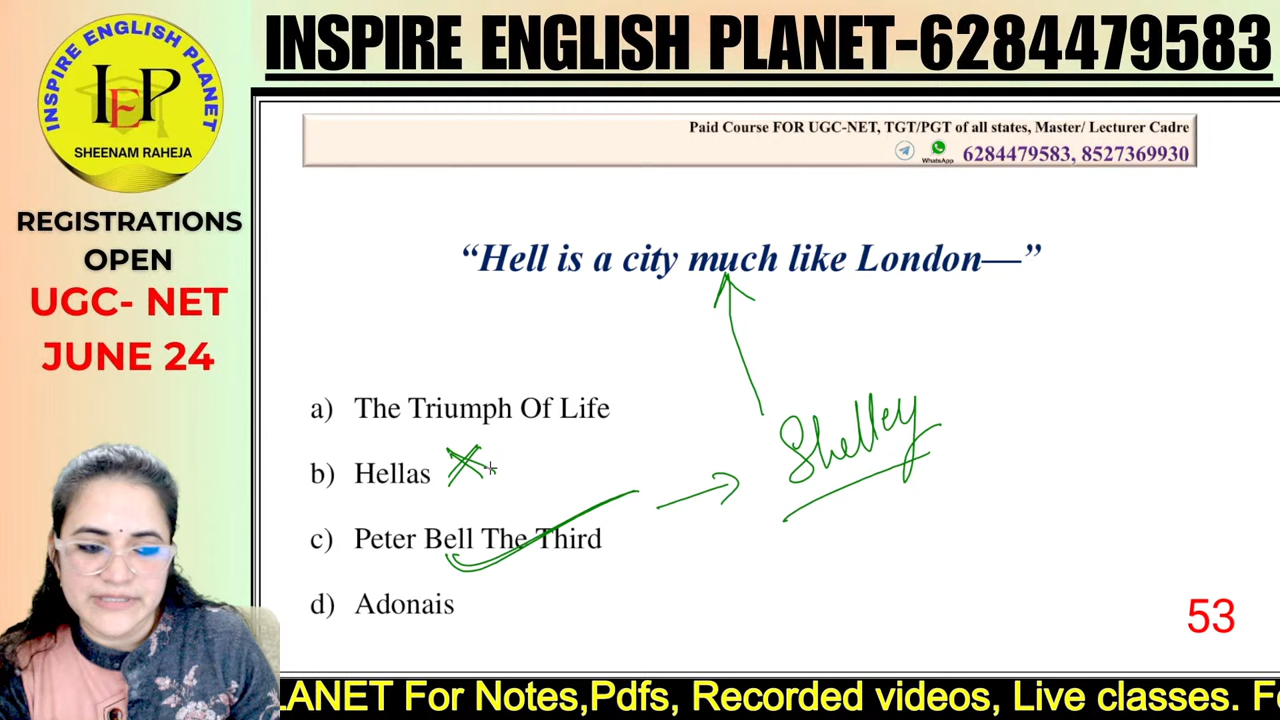 INSPIRE ENGLISH PLANET
IEP
SHEENAM RAHEJA
INSPIRE ENGLISH PLANET-6284479583
REGISTRATIONS
OPEN
UGC- NET
JUNE 24
Paid Course FOR UGC-NET, TGT/PGT of all states, Master/ Lecturer Cadre
WhatsApp 6284479583, 8527369930
“Hell is a city much like London—”
a) The Triumph Of Life
b) Hellas
c) Peter Bell The Third
d) Adonais
Shelley
53
LANET For Notes,Pdfs, Recorded videos, Live classes. Fo